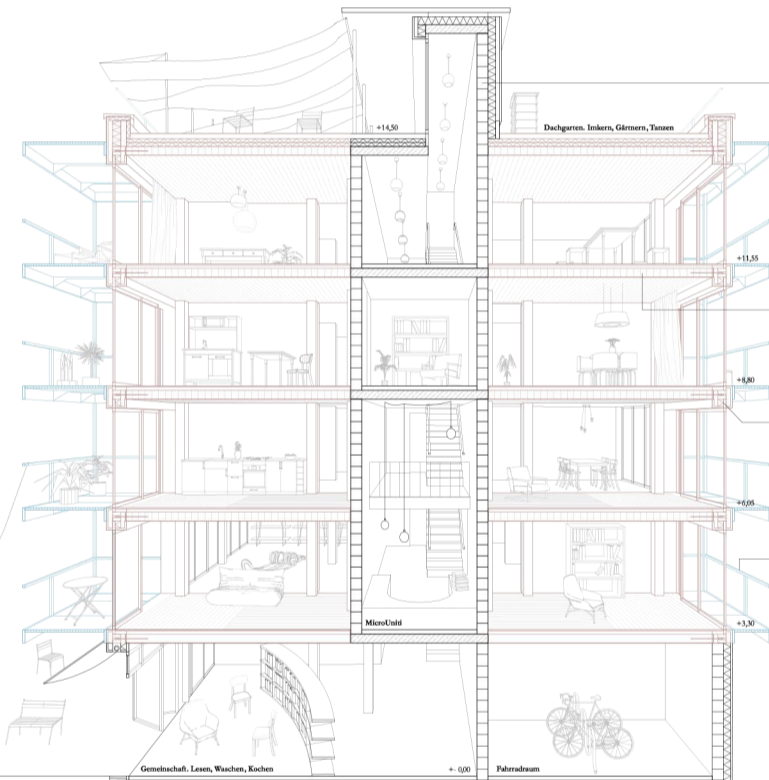 +14,50
Dachgarten. Imkern, Gärtnern, Tanzen
+11,55
+8,80
+6,05
MicroUniti
+3,30
Gemeinschaft. Lesen, Waschen, Kochen
+- 0,00
Fahrradraum